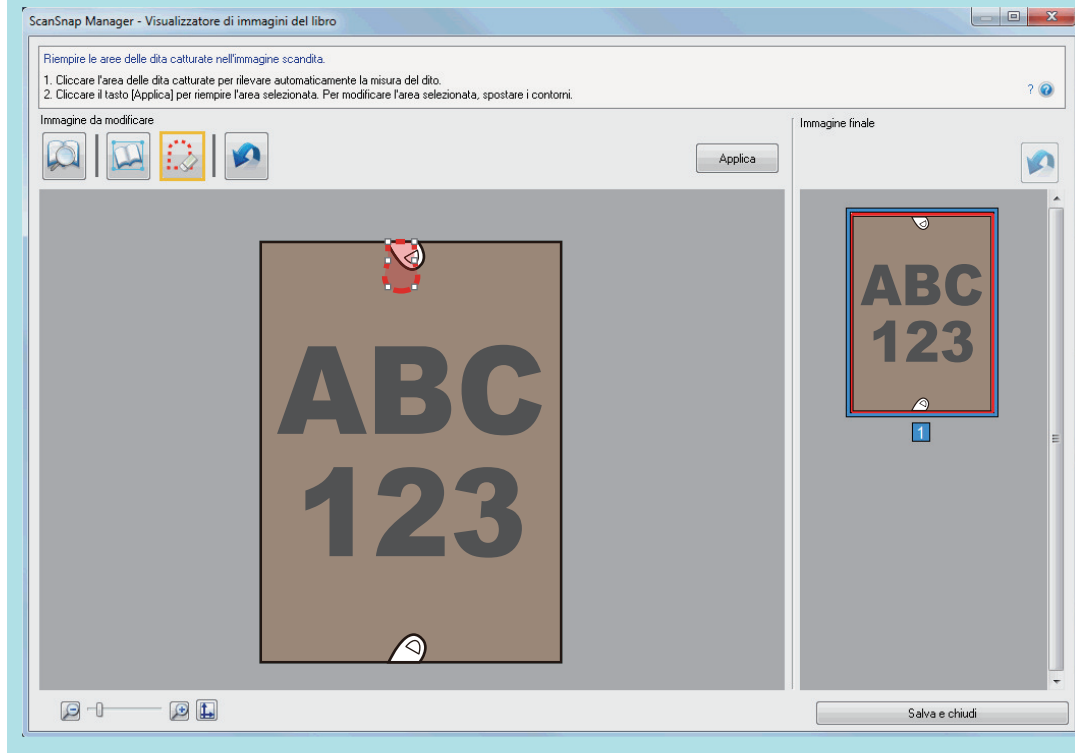 ScanSnap Manager - Visualizzatore di immagini del libro
Riempire le aree delle dita catturate nell'immagine scandita.
1. Cliccare l'area delle dita catturate per rilevare automaticamente la misura del dito.
2. Cliccare il tasto [Applica] per riempire l'area selezionata. Per modificare l'area selezionata, spostare i contorni.
?
Immagine da modificare
Applica
Immagine finale
ABC
123
ABC
123
1
Salva e chiudi